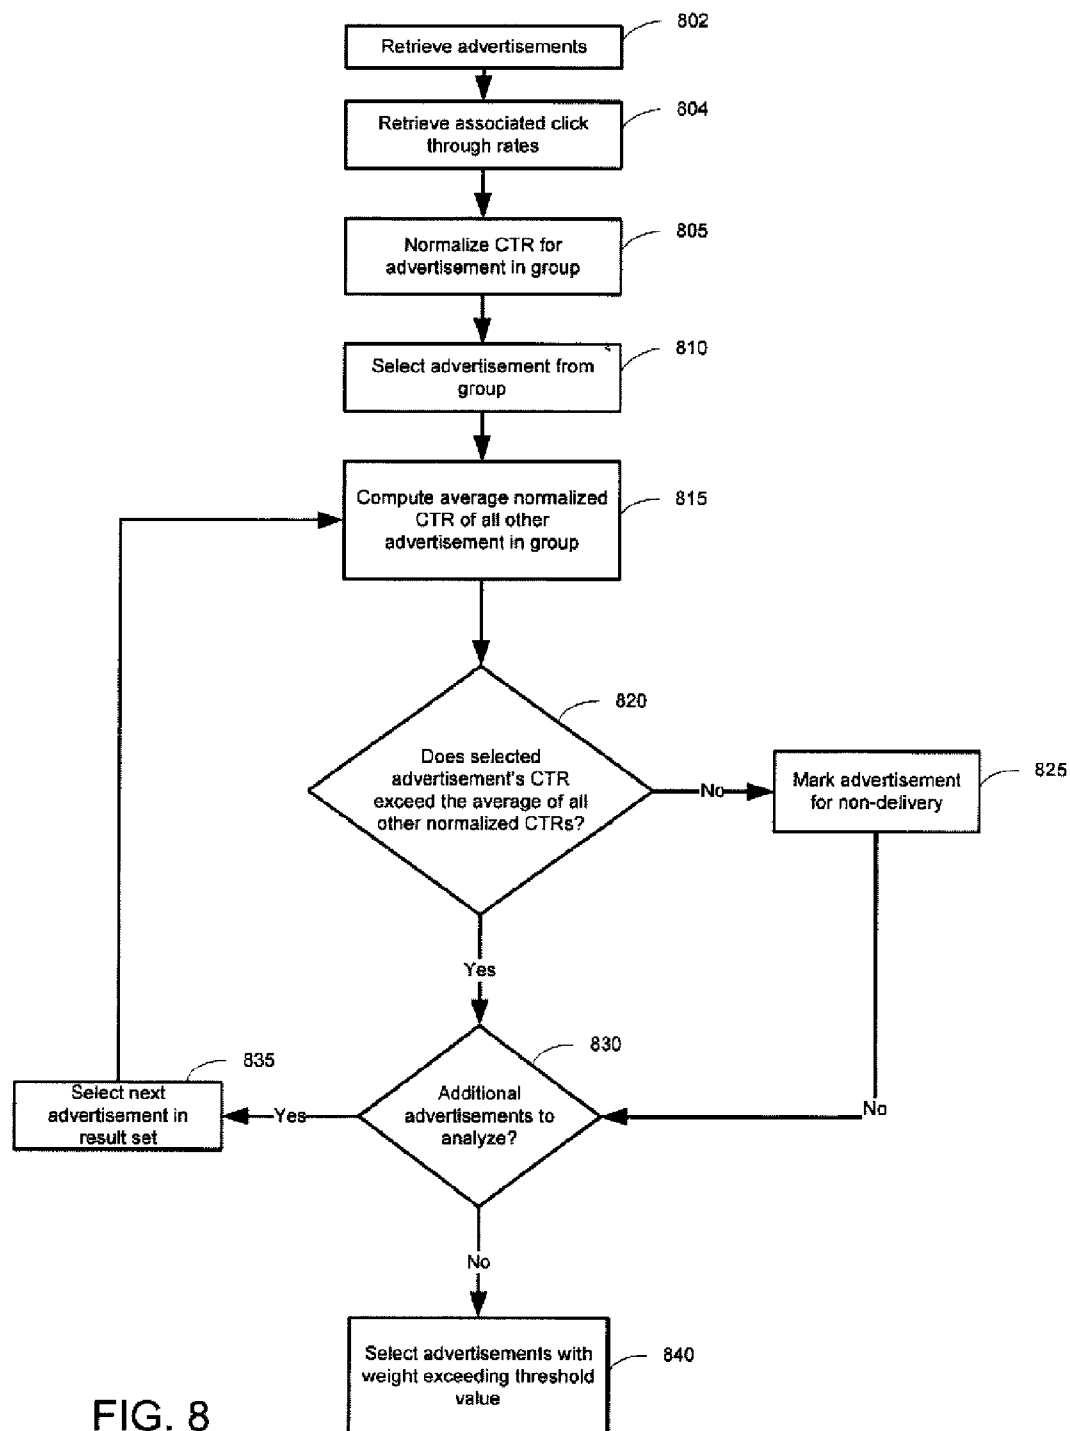 802
Retrieve advertisements
804
Retrieve associated click
through rates
805
Normalize CTR for
advertisement in group
810
Select advertisement from
group
Compute average normalized
CTR of all other
advertisement in group
815
820
Does selected
advertisement's CTR
exceed the average of all
other normalized CTRs?
No
Mark advertisement
for non-delivery
825
Yes
830
835
Select next
advertisement in
result set
Yes
Additional
advertisements to
analyze?
No
No
Select advertisements with
weight exceeding threshold
value
840
FIG. 8